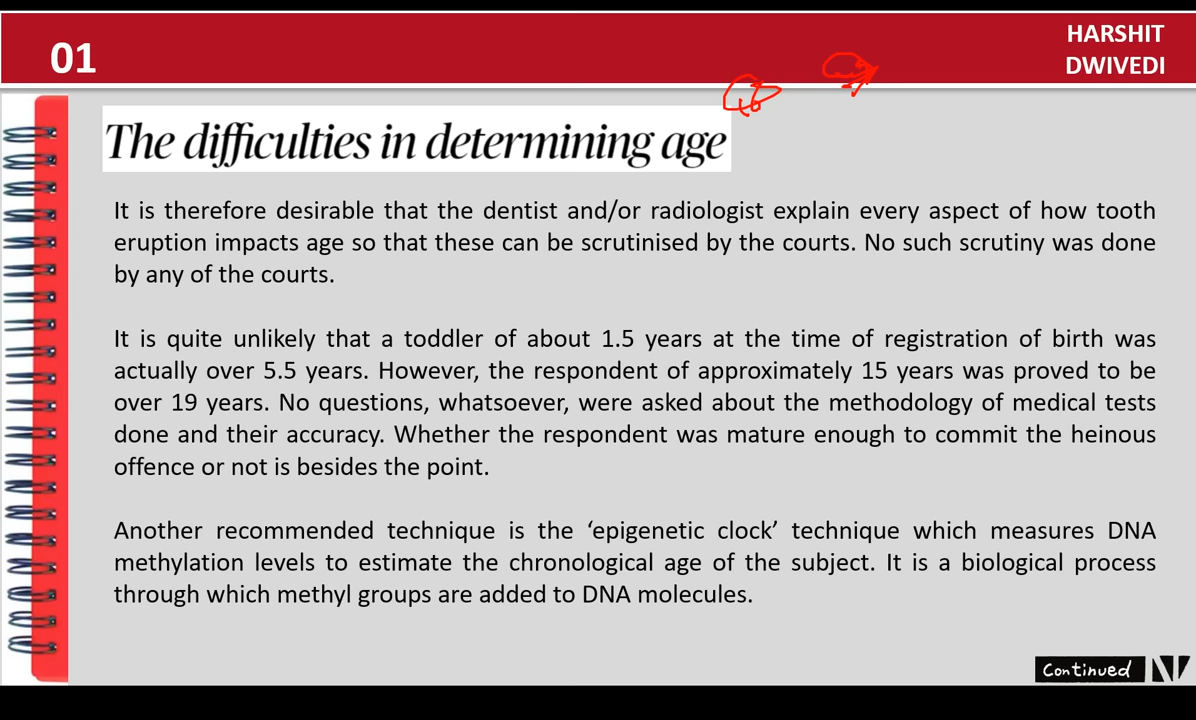 01
HARSHIT
DWIVEDI
The difficulties in determining age
It is therefore desirable that the dentist and/or radiologist explain every aspect of how tooth
eruption impacts age so that these can be scrutinised by the courts. No such scrutiny was done
by any of the courts.
It is quite unlikely that a toddler of about 1.5 years at the time of registration of birth was
actually over 5.5 years. However, the respondent of approximately 15 years was proved to be
over 19 years. No questions, whatsoever, were asked about the methodology of medical tests
done and their accuracy. Whether the respondent was mature enough to commit the heinous
offence or not is besides the point.
Another recommended technique is the ‘epigenetic clock’ technique which measures DNA
methylation levels to estimate the chronological age of the subject. It is a biological process
through which methyl groups are added to DNA molecules.
Continued